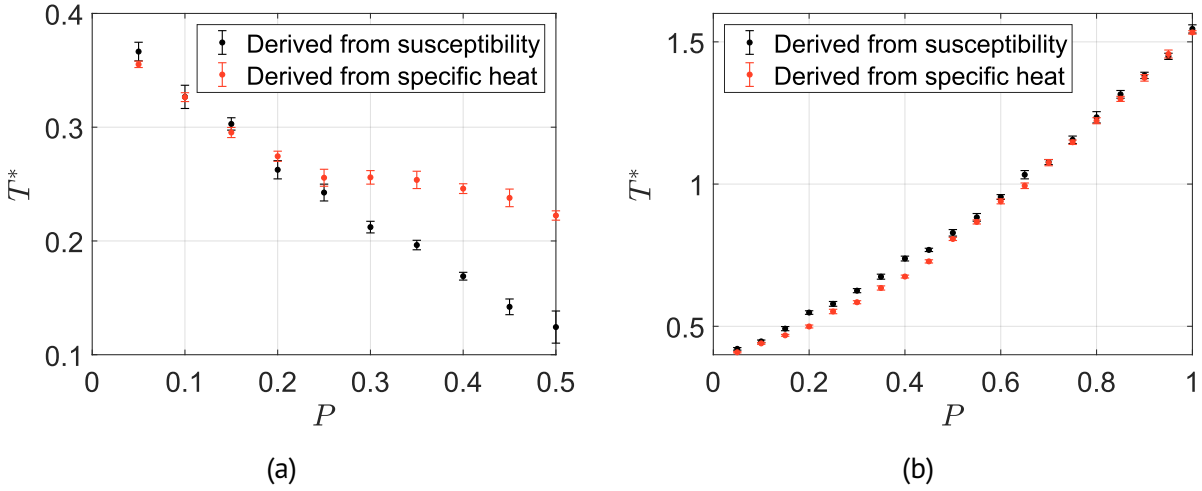 0.4
0.3
0.2
0.1
T*
Derived from susceptibility
Derived from specific heat
0 0.1 0.2 0.3 0.4 0.5
P
(a)
1.5
1
0.5
T*
Derived from susceptibility
Derived from specific heat
0 0.2 0.4 0.6 0.8 1
P
(b)